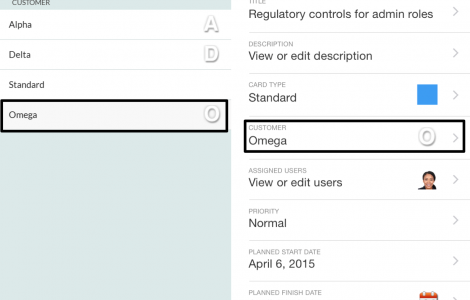 CUSTOMER
Alpha
A
Delta
D
Standard
Omega
O
TITLE
Regulatory controls for admin roles
DESCRIPTION
View or edit description
CARD TYPE
Standard
CUSTOMER
Omega
O
ASSIGNED USERS
View or edit users
PRIORITY
Normal
PLANNED START DATE
April 6, 2015
PLANNED FINISH DATE